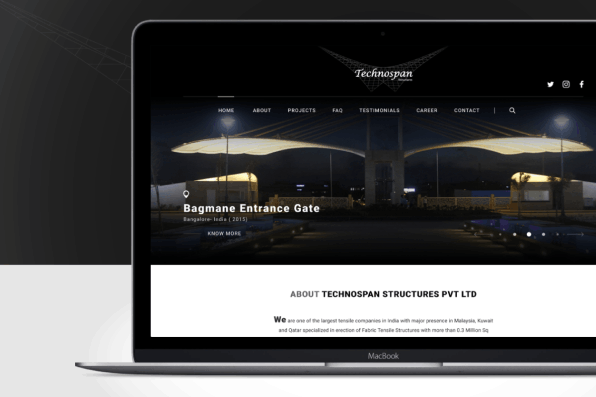 Technospan
Structures
HOME ABOUT PROJECTS FAQ TESTIMONIALS CAREER CONTACT
Bagmane Entrance Gate
Bangalore- India ( 2015)
KNOW MORE
ABOUT TECHNOSPAN STRUCTURES PVT LTD
We are one of the largest tensile companies in India with major presence in Malaysia, Kuwait
and Qatar specialized in erection of Fabric Tensile Structures with more than 0.3 Million Sq
MacBook